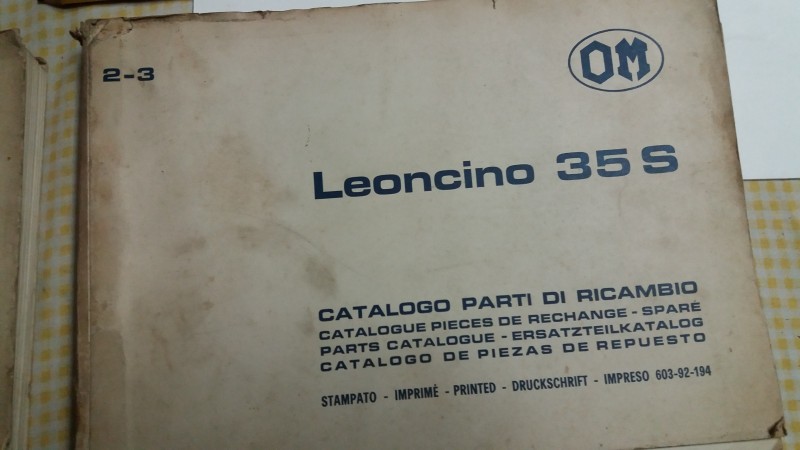 2-3
OM
Leoncino 35 S
CATALOGO PARTI DI RICAMBIO
CATALOGUE PIECES DE RECHANGE - SPARE
PARTS CATALOGUE - ERSATZTEILKATALOG
CATALOGO DE PIEZAS DE REPUESTO
STAMPATO - IMPRIMÉ - PRINTED - DRUCKSCHRIFT - IMPRESO 603-92-194